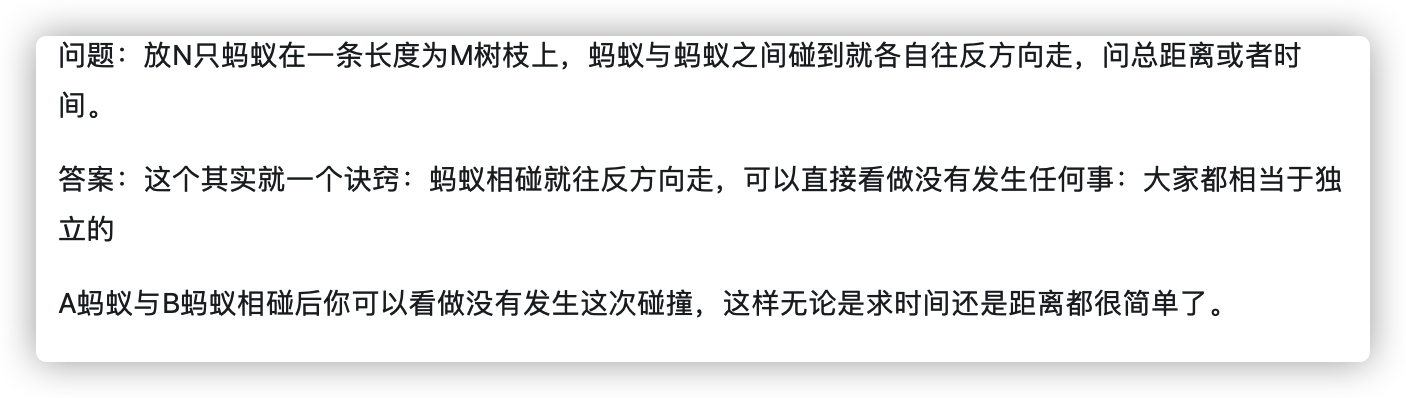 问题：放N只蚂蚁在一条长度为M树枝上，蚂蚁与蚂蚁之间碰到就各自往反方向走，问总距离或者时
间。
答案：这个其实就一个诀窍：蚂蚁相碰就往反方向走，可以直接看做没有发生任何事：大家都相当于独
立的
A蚂蚁与B蚂蚁相碰后你可以看做没有发生这次碰撞，这样无论是求时间还是距离都很简单了。